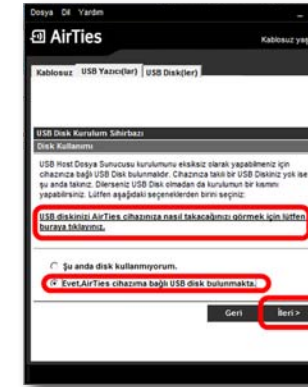 Dosya Dil Yardım
AirTies
Kablosuz yaş
Kablosuz USB Yazıcı(lar) USB Disk(ler)
USB Disk Kurulum Sihirbazı
Disk Kullanımı
USB Host Dosya Sunucusu kurulumunu eksiksiz olarak yapabilmeniz için
cihazınıza bağlı USB Disk bulunmalıdır. Cihazınıza takılı bir USB Diskiniz yok ise
şu anda takınız. Dilerseniz USB Disk olmadan da kurulumun bir kısmını
yapabilirsiniz. Lütfen aşağıdaki seçeneklerden birini seçiniz:
USB diskinizi AirTies cihazınıza nasıl takacağınızı görmek için lütfen
buraya tıklayınız.
Şu anda disk kullanmıyorum.
Evet,AirTies cihazıma bağlı USB disk bulunmakta.
Geri İleri >